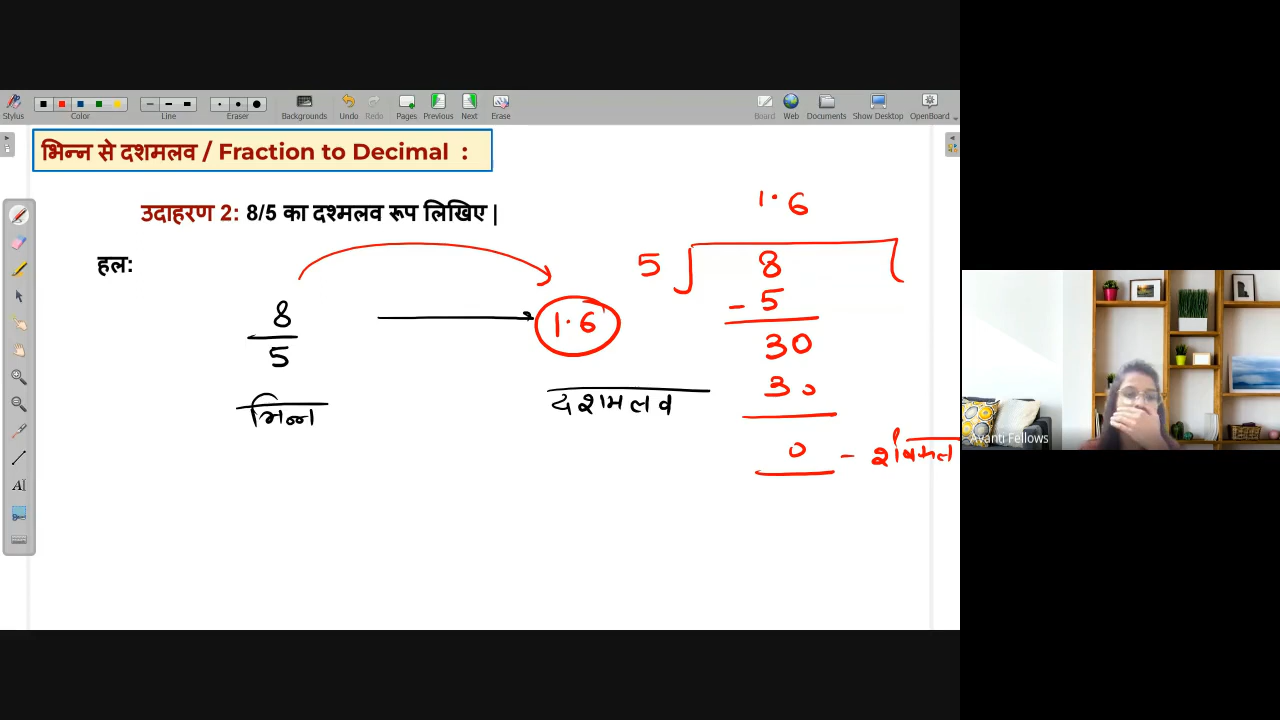 Stylus
Color
Line
Eraser
Backgrounds
Undo
Redo
Pages
Previous
Next
Erase
Board
Web
Documents
Show Desktop
OpenBoard
भिन्न से दशमलव / Fraction to Decimal :
उदाहरण 2: 8/5 का दश्मलव रूप लिखिए |
हल:
8
5
भिन्न
1.6
दशमलव
1.6
5
8
- 5
30
30
0 -
Avanti Fellows